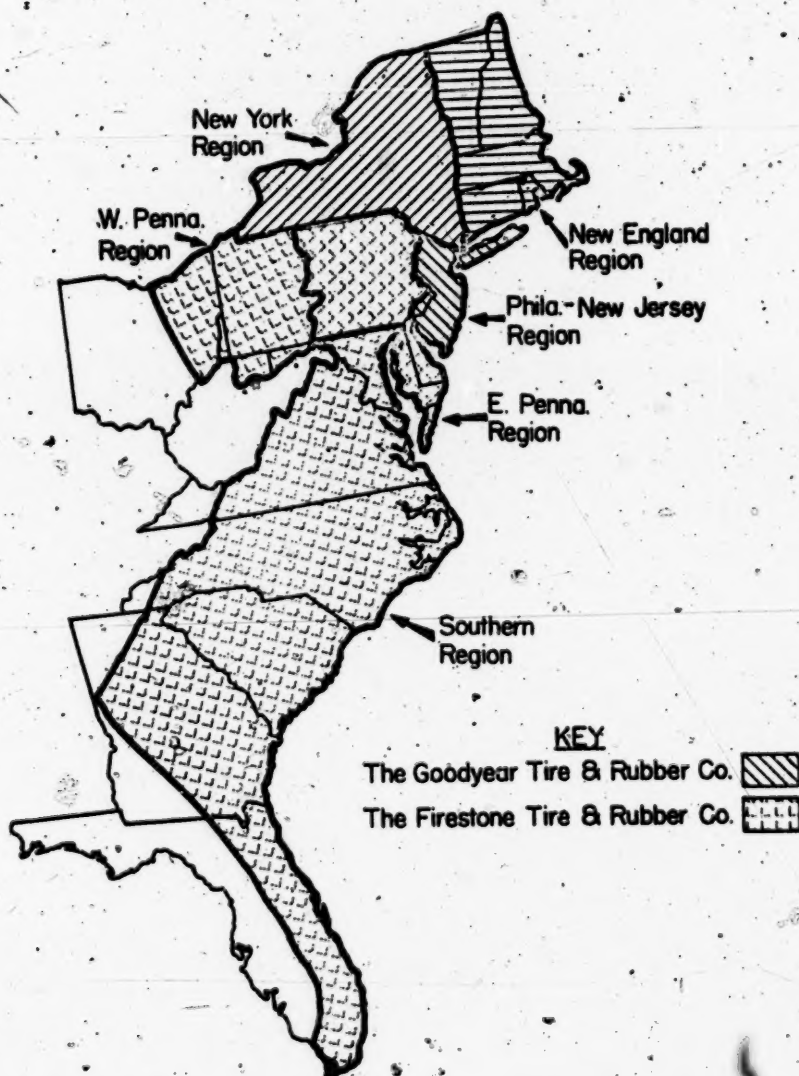 New York
Region
W. Penna.
Region
New England
Region
Phila.-New Jersey
Region
E. Penna.
Region
Southern
Region
KEY
The Goodyear Tire & Rubber Co.
The Firestone Tire & Rubber Co.